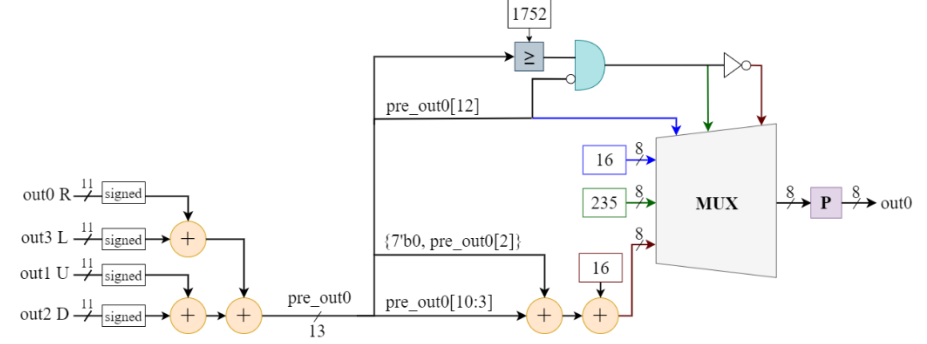 1752
≥
pre_out0[12]
8
16
8
235
MUX
8
P
8
out0
out0 R
11
signed
+
out3 L
11
signed
out1 U
11
signed
+
+
out2 D
11
signed
pre_out0
13
{7'b0, pre_out0[2]}
pre_out0[10:3]
+
+
16
8